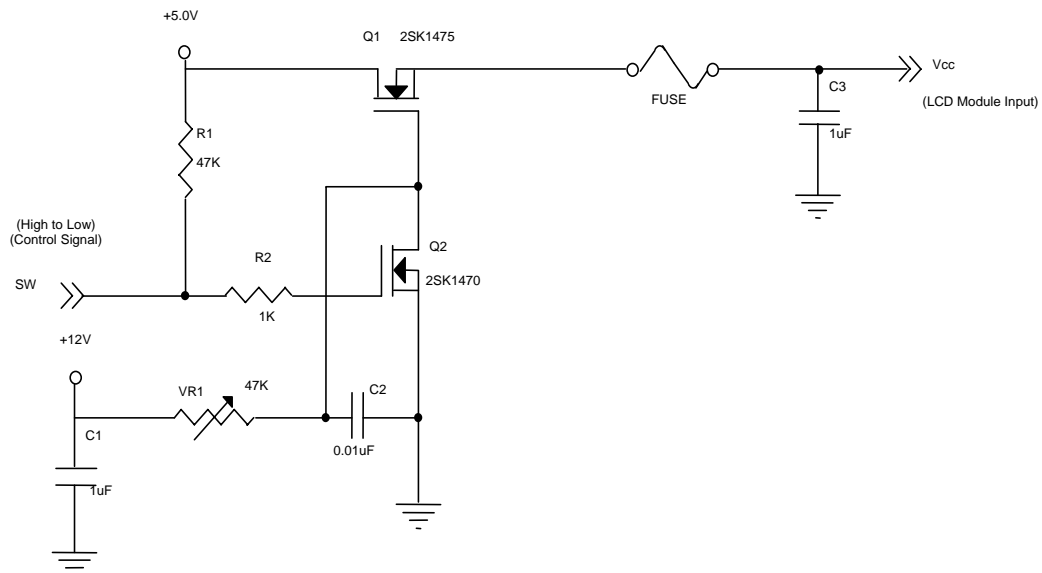 +5.0V
Q1 2SK1475
Vcc
C3
FUSE
(LCD Module Input)
R1
1uF
47K
(High to Low)
(Control Signal)
Q2
R2
SW
2SK1470
1K
+12V
VR1
47K
C2
C1
0.01uF
1uF